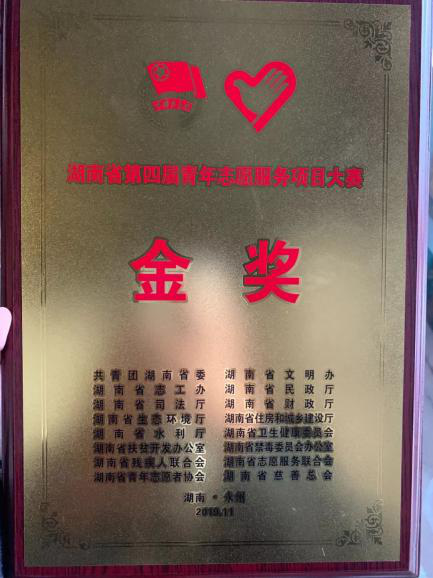 湖南省第四届青年志愿服务项目大赛
金奖
共青团湖南省委 湖南省文明办
湖南省志工办 湖南省民政厅
湖南省司法厅 湖南省财政厅
湖南省生态环境厅 湖南省住房和城乡建设厅
湖南省水利厅 湖南省卫生健康委员会
湖南省扶贫开发办公室 湖南省禁毒委员会办公室
湖南省残疾人联合会 湖南省志愿服务联合会
湖南省青年志愿者协会 湖南省慈善总会
湖南·永州
2019.11